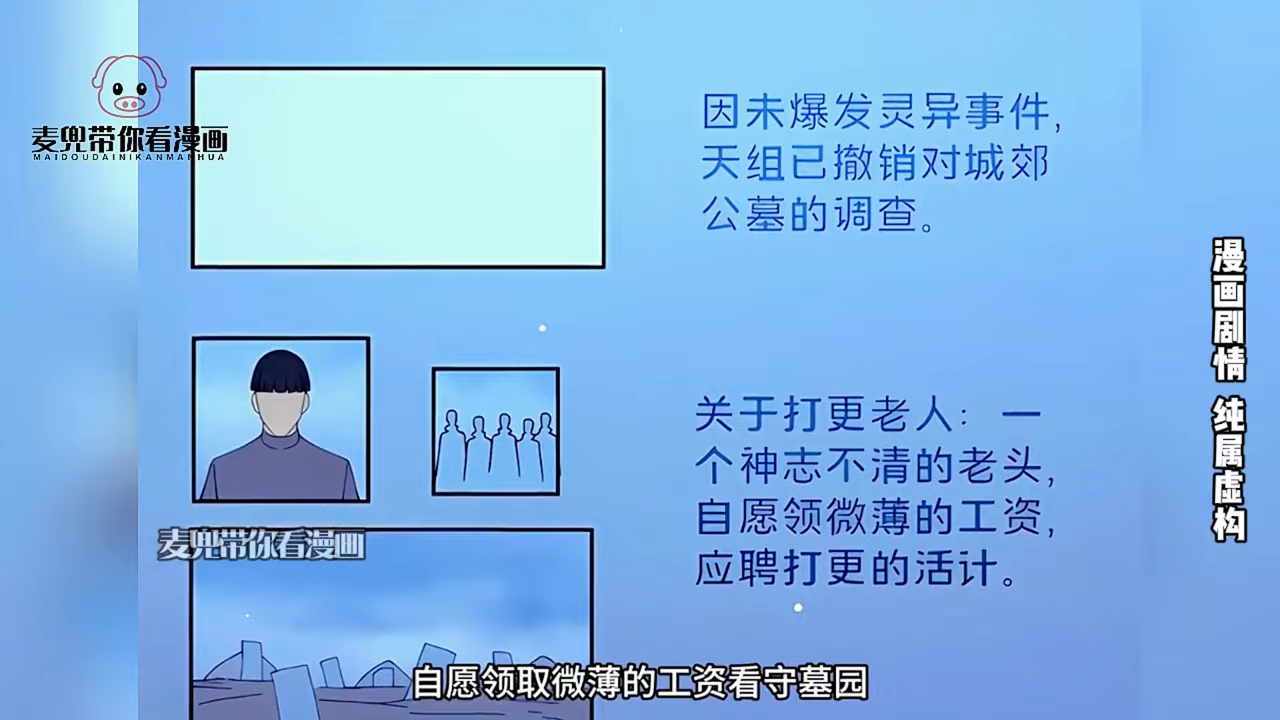 麦兜带你看漫画
MAIDOUDAINIKANMANHUA
因未爆发灵异事件,
天组已撤销对城郊
公墓的调查。
漫画剧情 纯属虚构
关于打更老人: 一
个神志不清的老头,
自愿领微薄的工资,
应聘打更的活计。
麦兜带你看漫画
自愿领取微薄的工资看守墓园